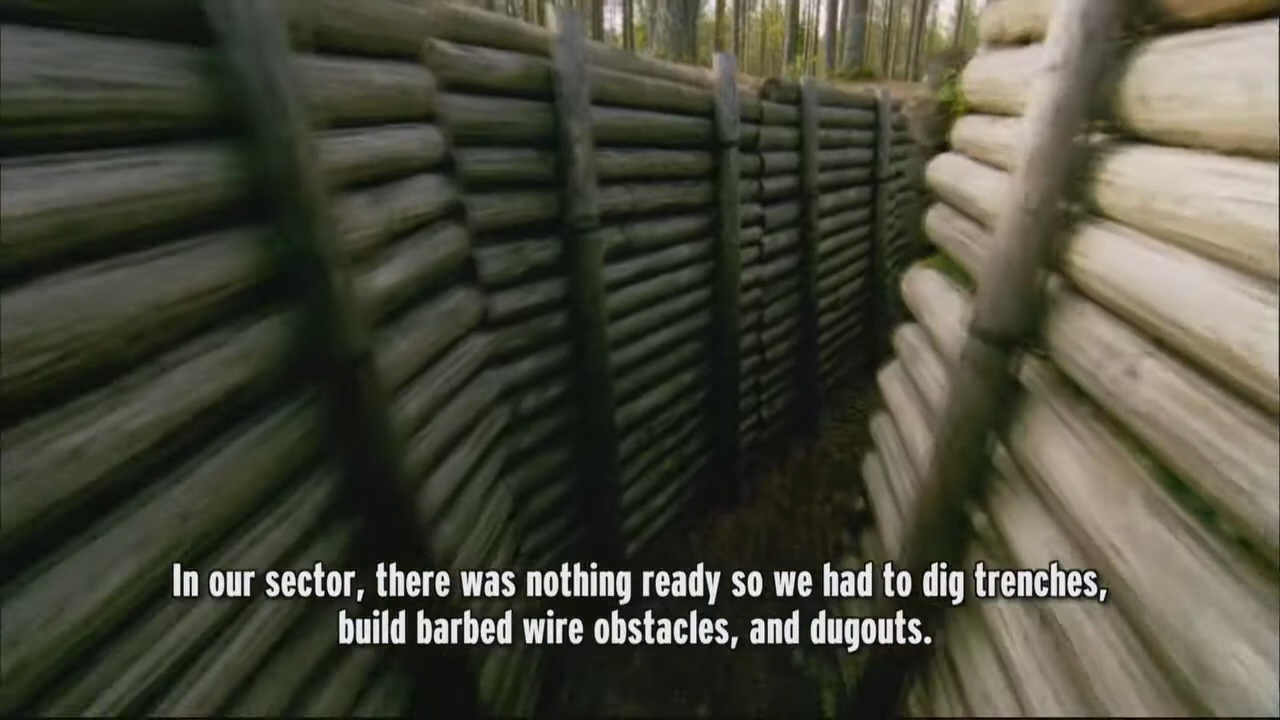 In our sector, there was nothing ready so we had to dig trenches,
build barbed wire obstacles, and dugouts.